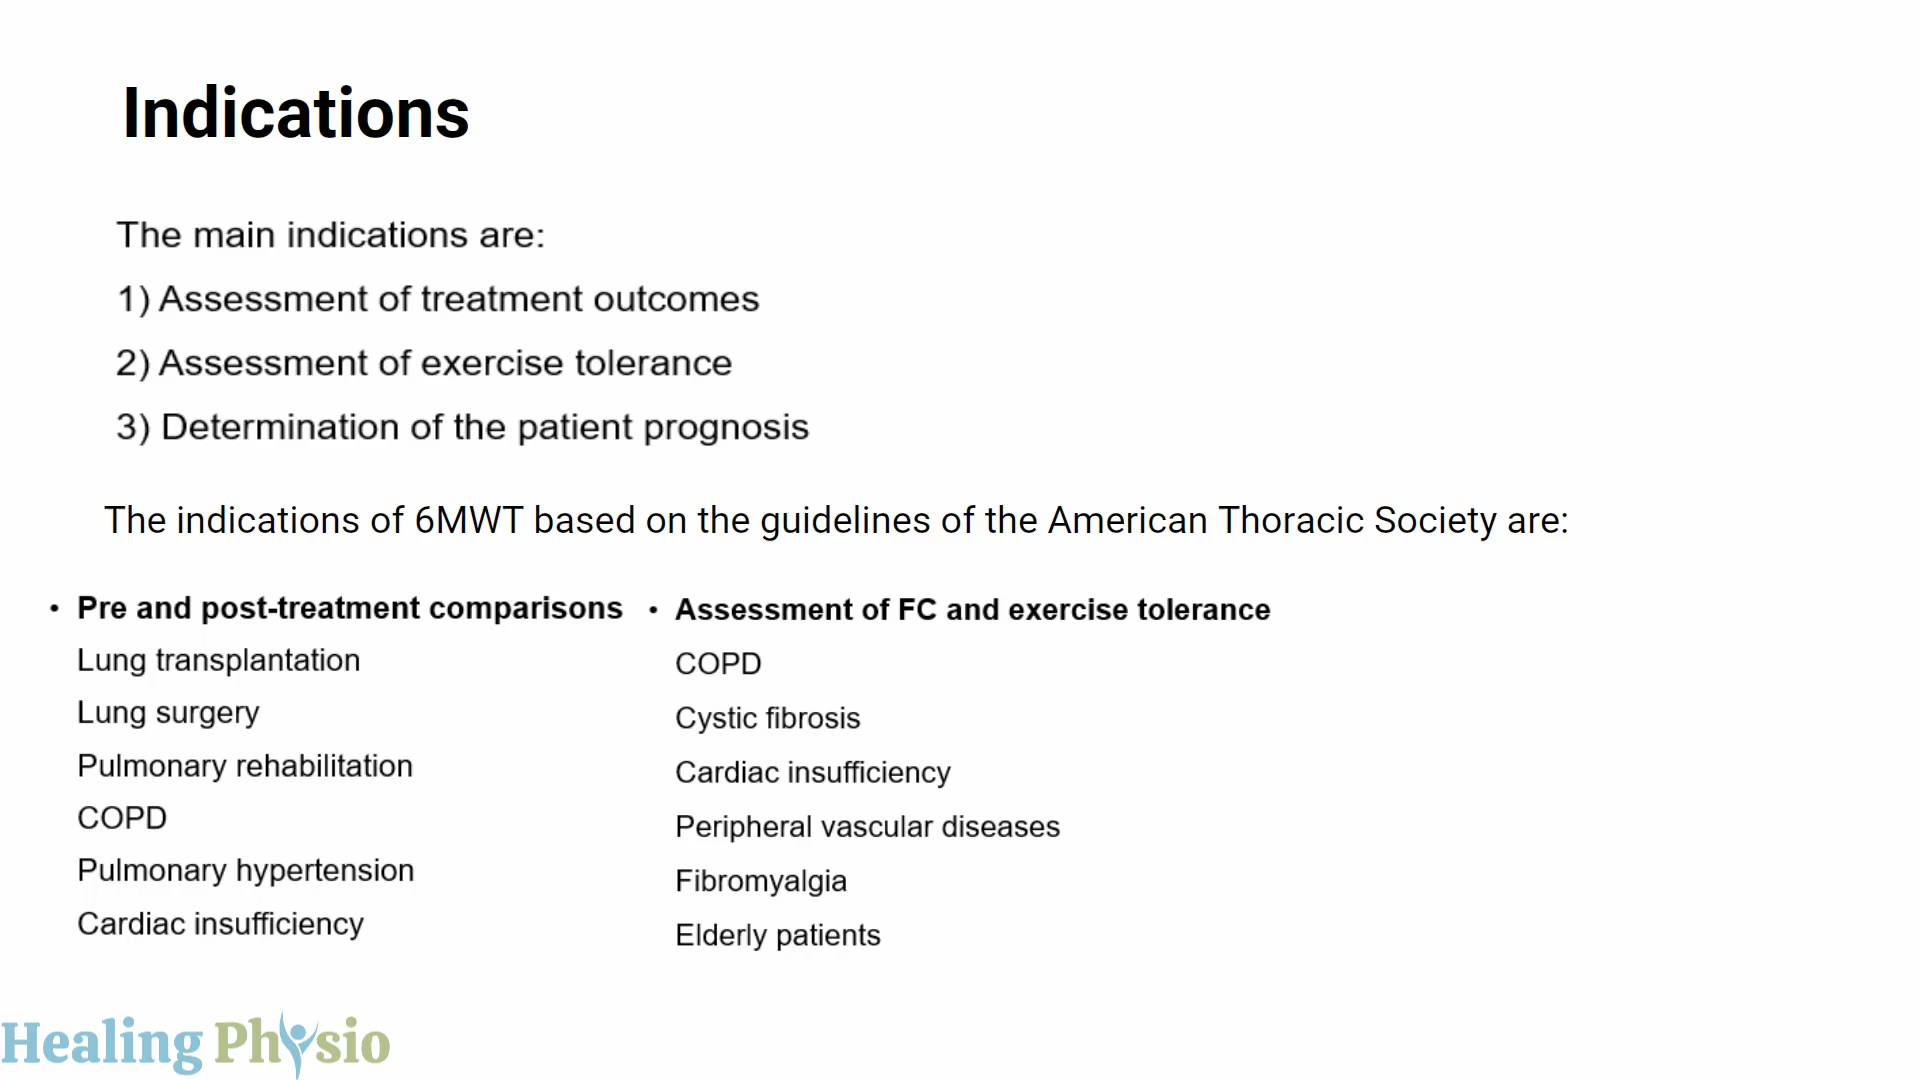 Indications
The main indications are:
1) Assessment of treatment outcomes
2) Assessment of exercise tolerance
3) Determination of the patient prognosis
The indications of 6MWT based on the guidelines of the American Thoracic Society are:
• Pre and post-treatment comparisons
Lung transplantation
Lung surgery
Pulmonary rehabilitation
COPD
Pulmonary hypertension
Cardiac insufficiency
• Assessment of FC and exercise tolerance
COPD
Cystic fibrosis
Cardiac insufficiency
Peripheral vascular diseases
Fibromyalgia
Elderly patients
Healing Physio